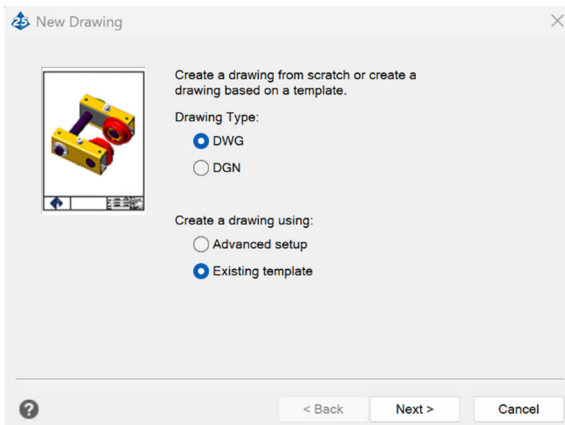 25 New Drawing
Create a drawing from scratch or create a
drawing based on a template.
Drawing Type:
DWG
DGN
Create a drawing using:
Advanced setup
Existing template
?
< Back
Next >
Cancel